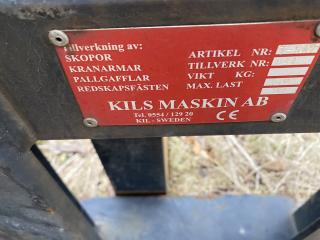 Tillverkning av:
SKOPOR ARTIKEL NR:
KRANARMAR TILLVERK NR:
PALLGAFFLAR VIKT KG:
REDSKAPSFÄSTEN MAX. LAST
KILS MASKIN AB
Tel. 0554 / 129 20
KIL - SWEDEN CE